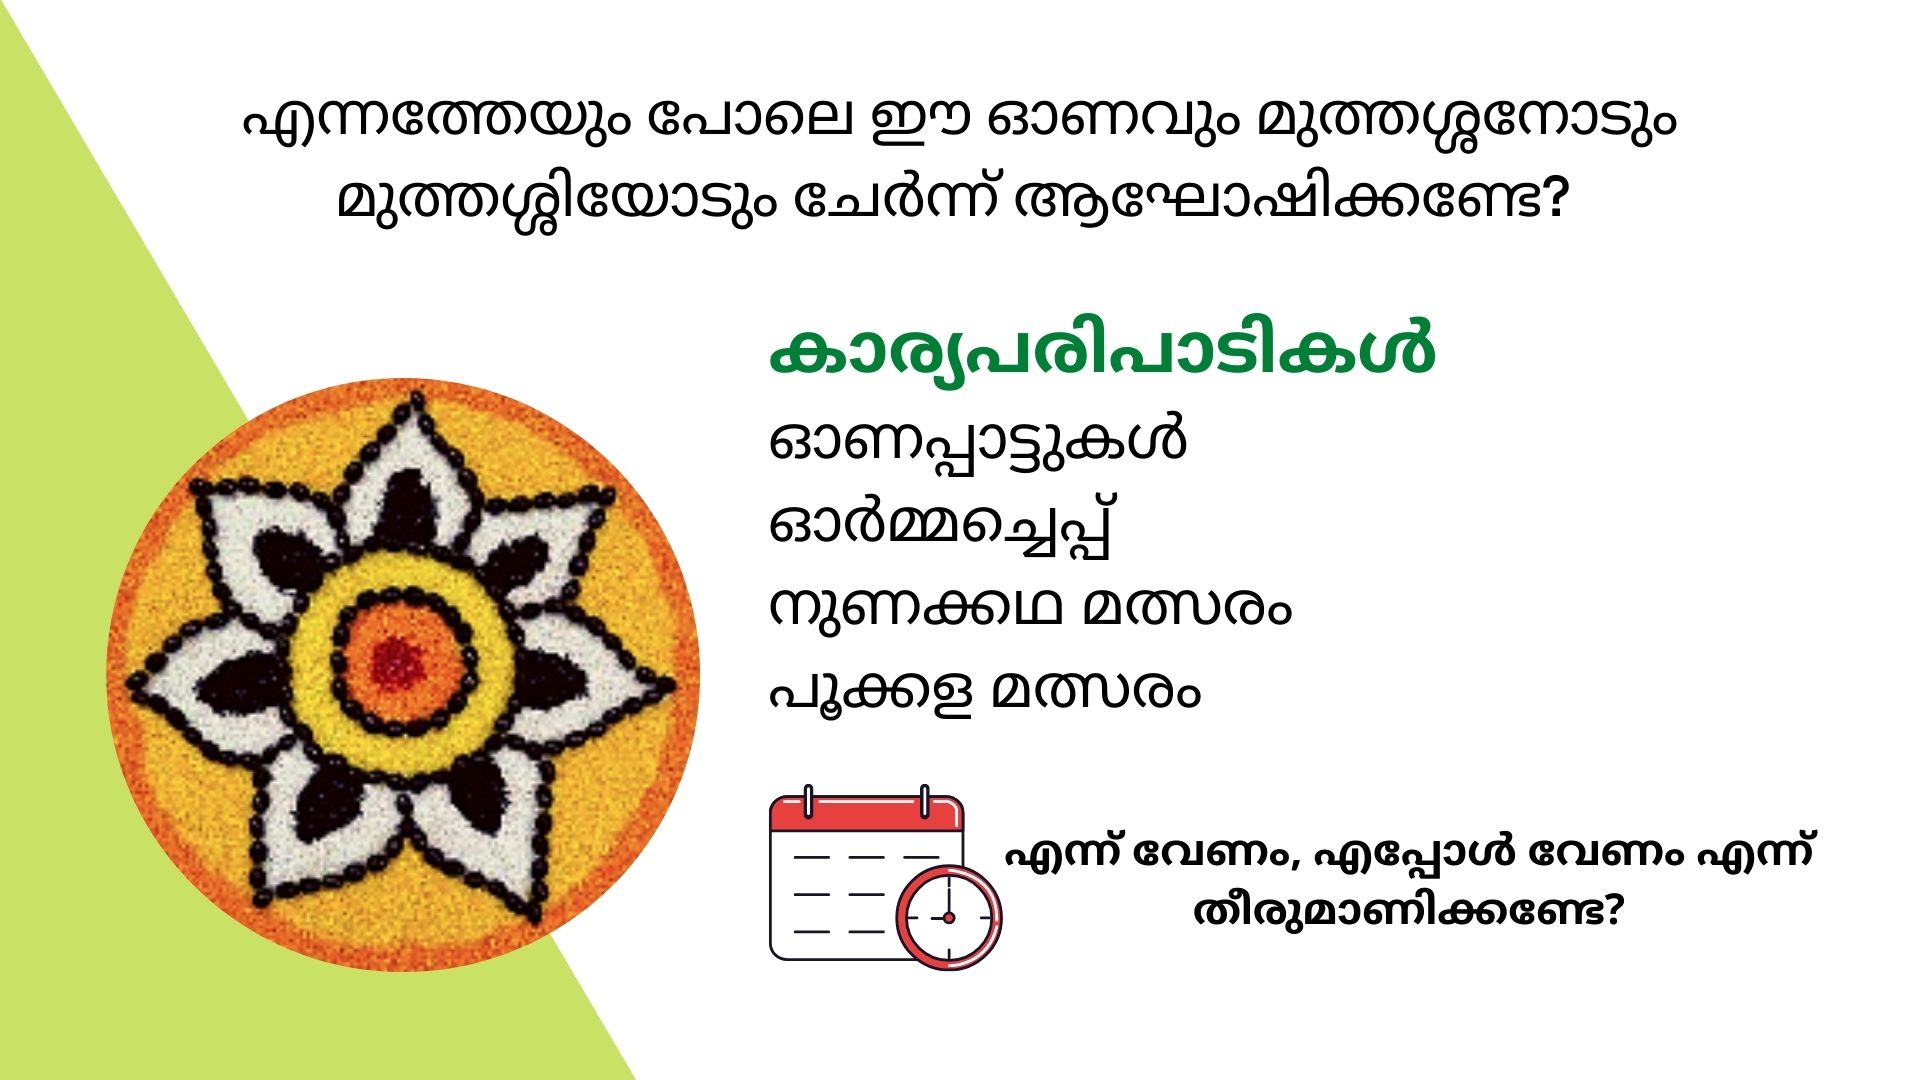 എന്നത്തേയും പോലെ ഈ ഓണവും മുത്തശ്ശനോടും
മുത്തശ്ശിയോടും ചേർന്ന് ആഘോഷിക്കണ്ടേ?
കാര്യപരിപാടികൾ
ഓണപ്പാട്ടുകൾ
ഓർമ്മച്ചെപ്പ്
നുണക്കഥ മത്സരം
പൂക്കള മത്സരം
എന്ന് വേണം, എപ്പോൾ വേണം എന്ന്
തീരുമാണിക്കണ്ടേ?